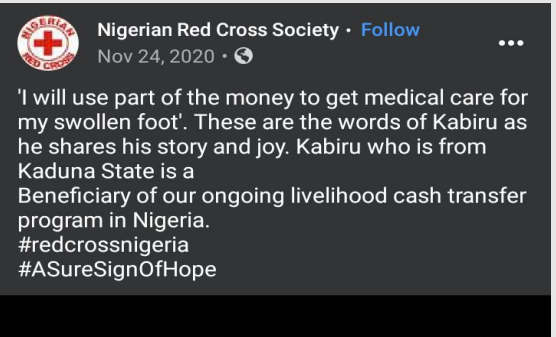 NIGERIAN
RED CROSS
Nigerian Red Cross Society · Follow
Nov 24, 2020 ·
'I will use part of the money to get medical care for
my swollen foot'. These are the words of Kabiru as
he shares his story and joy. Kabiru who is from
Kaduna State is a
Beneficiary of our ongoing livelihood cash transfer
program in Nigeria.
#redcrossnigeria
#ASureSignOfHope